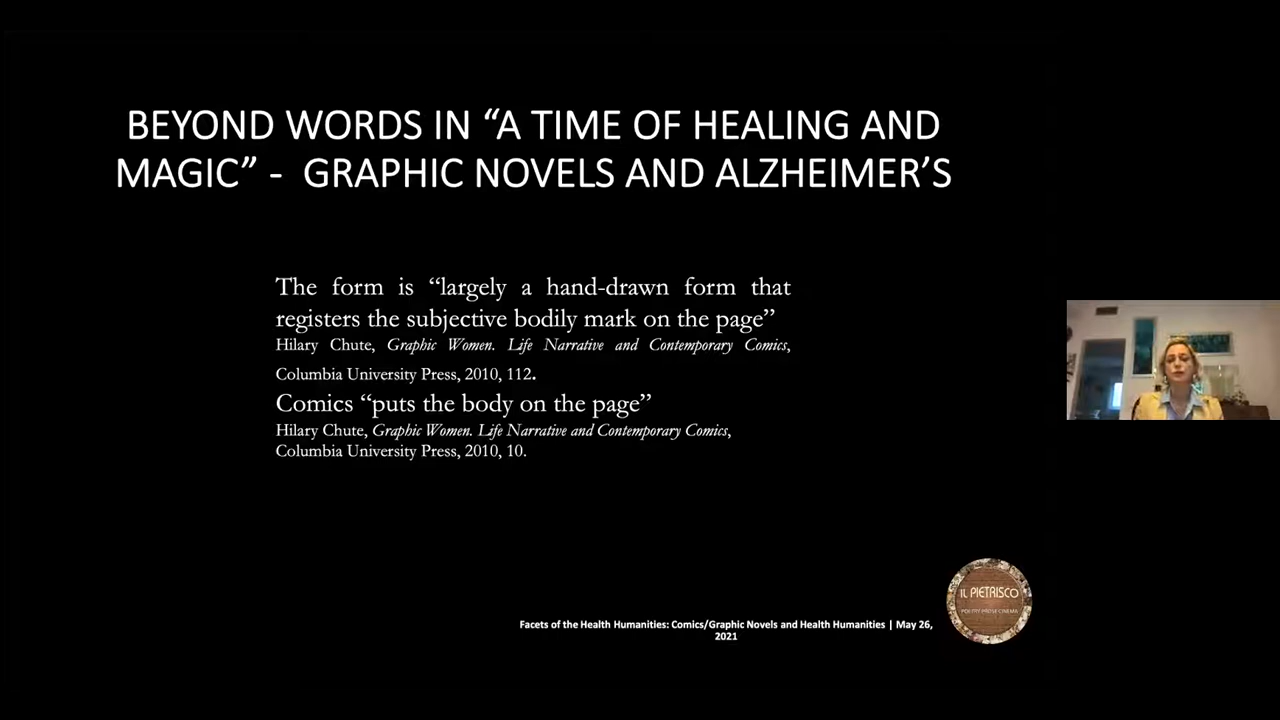 BEYOND WORDS IN “A TIME OF HEALING AND
MAGIC” - GRAPHIC NOVELS AND ALZHEIMER’S
The form is “largely a hand-drawn form that
registers the subjective bodily mark on the page”
Hilary Chute, Graphic Women. Life Narrative and Contemporary Comics,
Columbia University Press, 2010, 112.
Comics “puts the body on the page”
Hilary Chute, Graphic Women. Life Narrative and Contemporary Comics,
Columbia University Press, 2010, 10.
IL PIETRISCO
POETRY PROSE CINEMA
Facets of the Health Humanities: Comics/Graphic Novels and Health Humanities | May 26,
2021